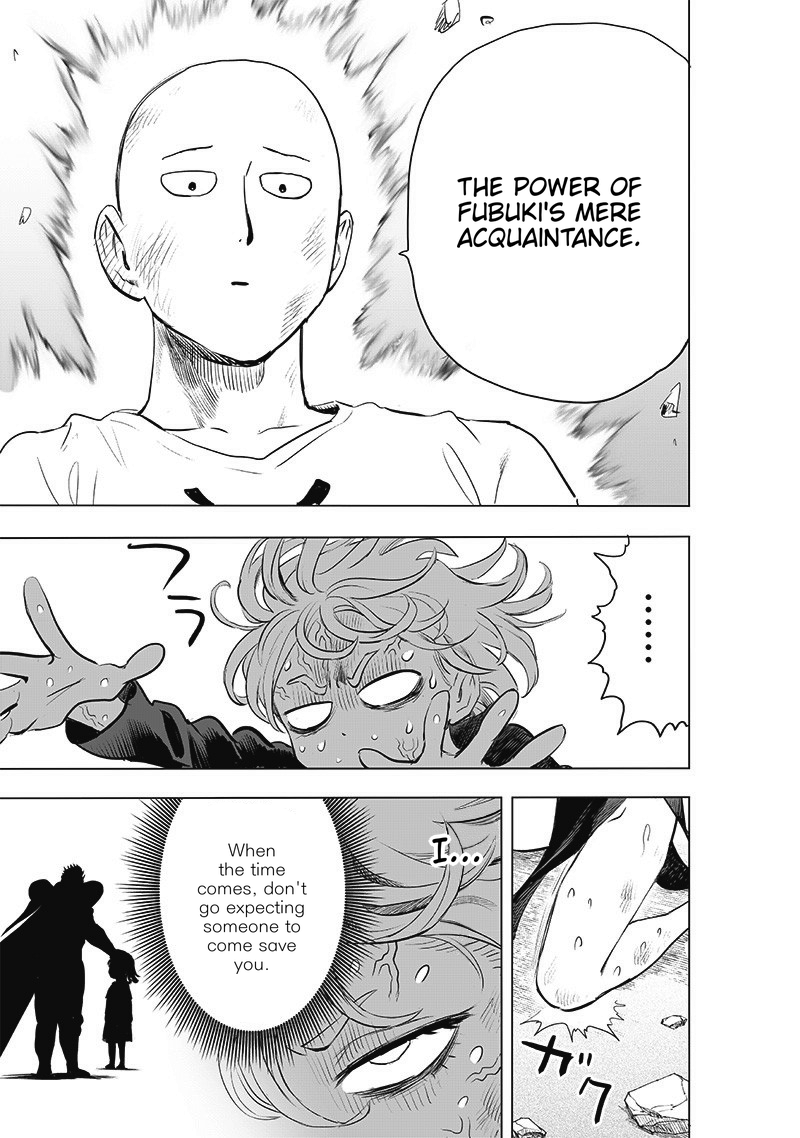 THE POWER OF
FUBUKI'S MERE
ACQUAINTANCE.
......
フラ
ガク
I...
When
the time
comes, don't
go expecting
someone to
come save
you.